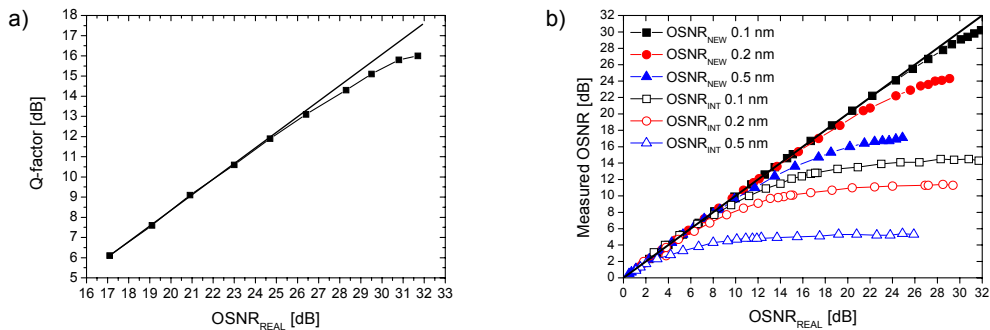 a)
Q-factor [dB]
18
17
16
15
14
13
12
11
10
9
8
7
6
5
16 17 18 19 20 21 22 23 24 25 26 27 28 29 30 31 32 33
OSNR_REAL [dB]
b)
Measured OSNR [dB]
32
30
28
26
24
22
20
18
16
14
12
10
8
6
4
2
0
OSNR_NEW 0.1 nm
OSNR_NEW 0.2 nm
OSNR_NEW 0.5 nm
OSNR_INT 0.1 nm
OSNR_INT 0.2 nm
OSNR_INT 0.5 nm
0 2 4 6 8 10 12 14 16 18 20 22 24 26 28 30 32
OSNR_REAL [dB]